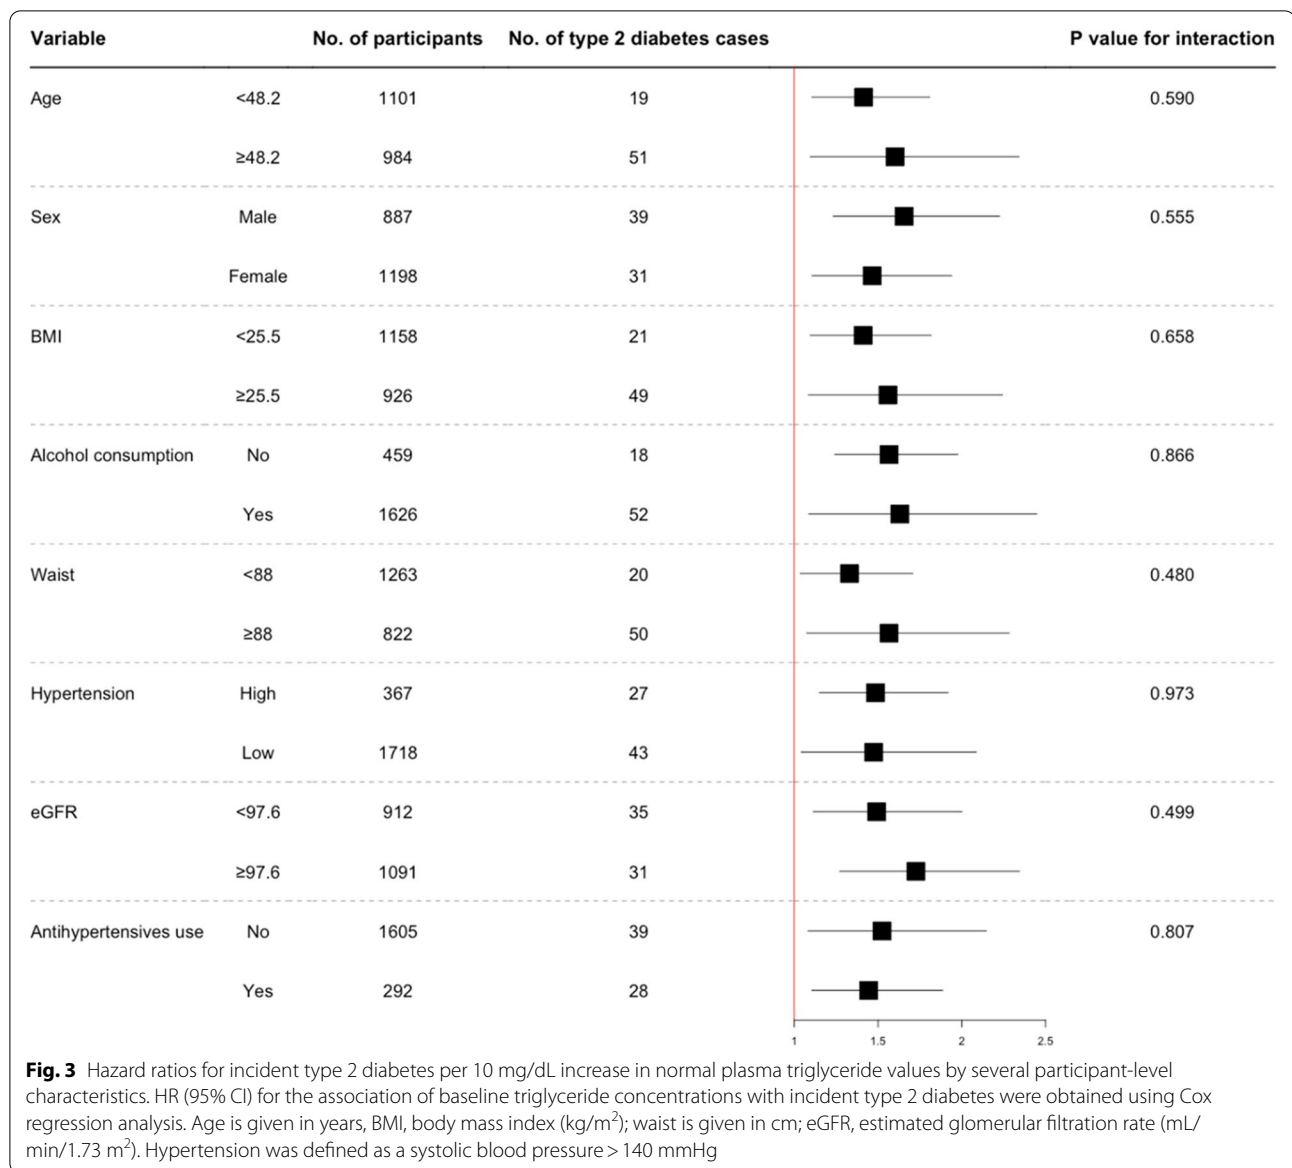 Variable No. of participants No. of type 2 diabetes cases P value for interaction
Age <48.2 1101 19 0.590
≥48.2 984 51
Sex Male 887 39 0.555
Female 1198 31
BMI <25.5 1158 21 0.658
≥25.5 926 49
Alcohol consumption No 459 18 0.866
Yes 1626 52
Waist <88 1263 20 0.480
≥88 822 50
Hypertension High 367 27 0.973
Low 1718 43
eGFR <97.6 912 35 0.499
≥97.6 1091 31
Antihypertensives use No 1605 39 0.807
Yes 292 28
1 1.5 2 2.5
Fig. 3 Hazard ratios for incident type 2 diabetes per 10 mg/dL increase in normal plasma triglyceride values by several participant-level
characteristics. HR (95% CI) for the association of baseline triglyceride concentrations with incident type 2 diabetes were obtained using Cox
regression analysis. Age is given in years, BMI, body mass index (kg/m²); waist is given in cm; eGFR, estimated glomerular filtration rate (mL/
min/1.73 m²). Hypertension was defined as a systolic blood pressure > 140 mmHg